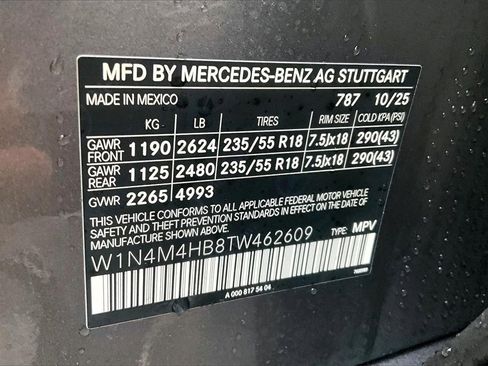 MFD BY MERCEDES-BENZ AG STUTTGART
MADE IN MEXICO 787 10/25
KG LB TIRES RIM SIZE COLD KPA(PSI)
GAWR FRONT 1190 2624 235/55 R18 7.5Jx18 290(43)
GAWR REAR 1125 2480 235/55 R18 7.5Jx18 290(43)
GVWR 2265 4993
THIS VEHICLE CONFORMS TO ALL APPLICABLE FEDERAL MOTOR VEHICLE
SAFETY AND THEFT PREVENTION STANDARDS IN EFFECT ON THE DATE OF
MANUFACTURE SHOWN ABOVE.
W1N4M4HB8TW462609 TYPE: MPV
A 000 817 54 04